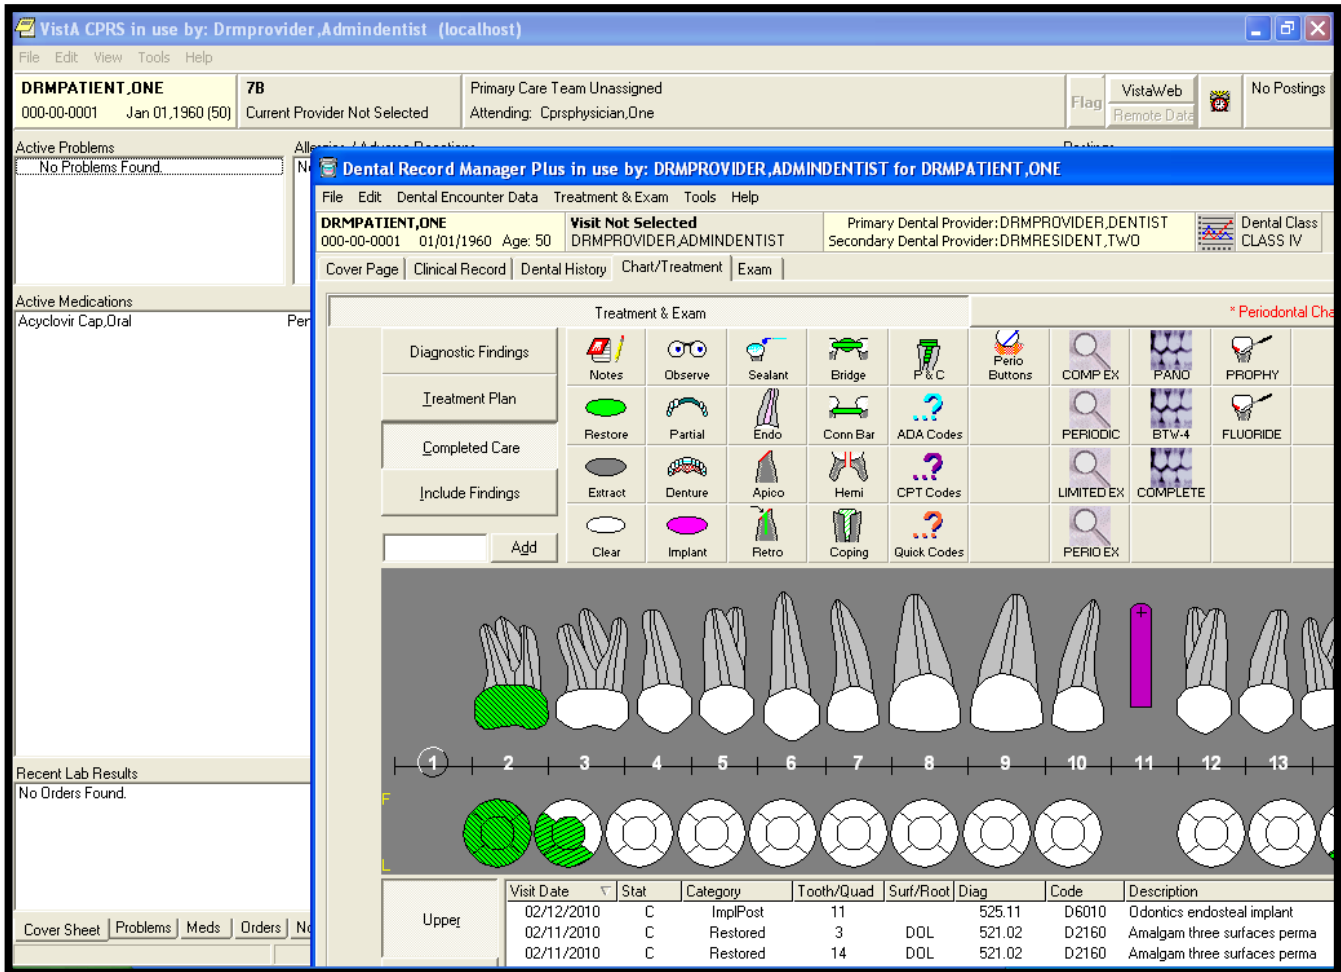 VistA CPRS in use by: Drmprovider,Admindentist (localhost)
File Edit View Tools Help
DRMPATIENT,ONE
000-00-0001 Jan 01,1960 (50)
7B
Current Provider Not Selected
Primary Care Team Unassigned
Attending: Cprsphysician,One
Flag
VistaWeb
Remote Data
No Postings
Active Problems
No Problems Found.
Active Medications
Acyclovir Cap,Oral
Recent Lab Results
No Orders Found.
Cover Sheet Problems Meds Orders
Dental Record Manager Plus in use by: DRMPROVIDER,ADMINDENTIST for DRMPATIENT,ONE
File Edit Dental Encounter Data Treatment & Exam Tools Help
DRMPATIENT,ONE
000-00-0001 01/01/1960 Age: 50
Visit Not Selected
DRMPROVIDER,ADMINDENTIST
Primary Dental Provider: DRMPROVIDER,DENTIST
Secondary Dental Provider: DRMRESIDENT,TWO
Dental Class
CLASS IV
Cover Page Clinical Record Dental History Chart/Treatment Exam
Treatment & Exam * Periodontal Cha
Diagnostic Findings
Treatment Plan
Completed Care
Include Findings
Add
Notes Observe Sealant Bridge P & C Perio Buttons COMP EX PANO PROPHY
Restore Partial Endo Conn Bar ADA Codes PERIODIC BTW-4 FLUORIDE
Extract Denture Apico Hemi CPT Codes LIMITED EX COMPLETE
Clear Implant Retro Coping Quick Codes PERIO EX
1 2 3 4 5 6 7 8 9 10 11 12 13
F
L
Upper
Visit Date Stat Category Tooth/Quad Surf/Root Diag Code Description
02/12/2010 C ImplPost 11 525.11 D6010 Odontics endosteal implant
02/11/2010 C Restored 3 DOL 521.02 D2160 Amalgam three surfaces perma
02/11/2010 C Restored 14 DOL 521.02 D2160 Amalgam three surfaces perma